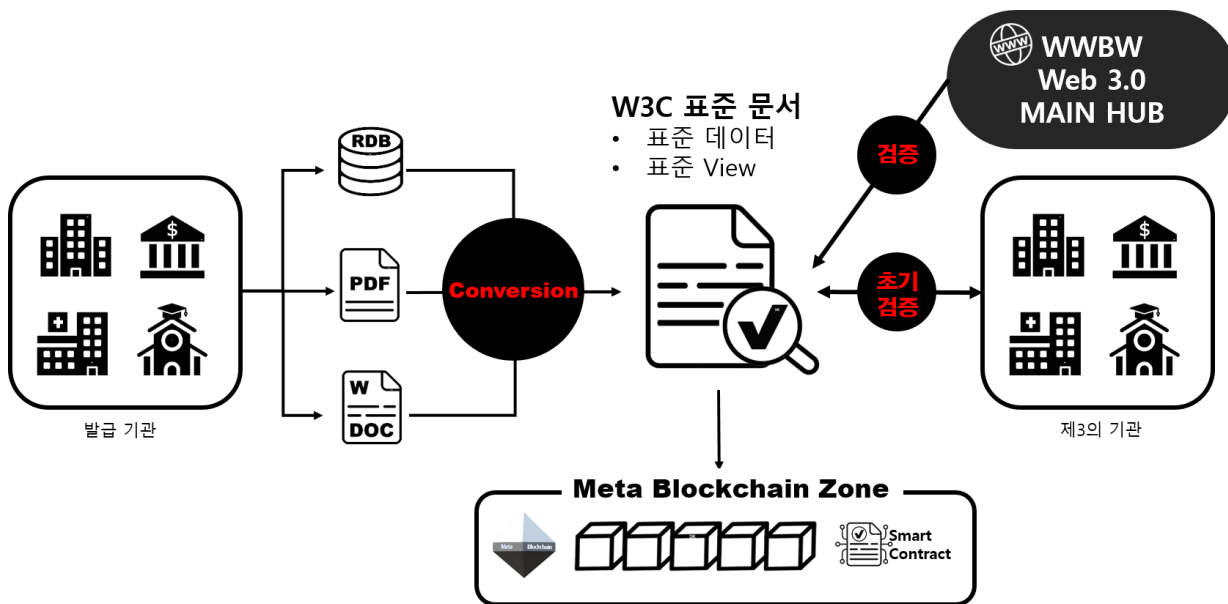 WWW
WWBW
Web 3.0
MAIN HUB
W3C 표준 문서
• 표준 데이터
• 표준 View
검증
RDB
PDF
W
DOC
Conversion
초기
검증
$
$
발급 기관
제3의 기관
Meta Blockchain Zone
Meta Blockchain
Smart
Contract